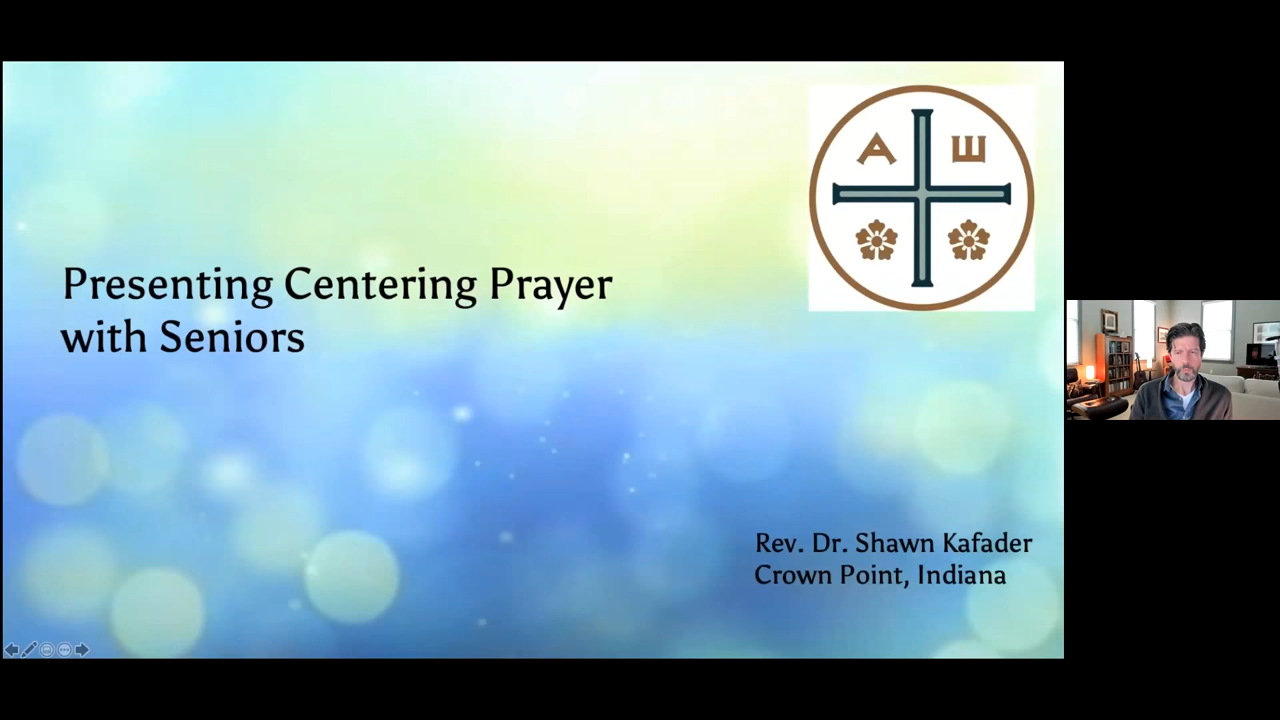 A ω
Presenting Centering Prayer
with Seniors
Rev. Dr. Shawn Kafader
Crown Point, Indiana